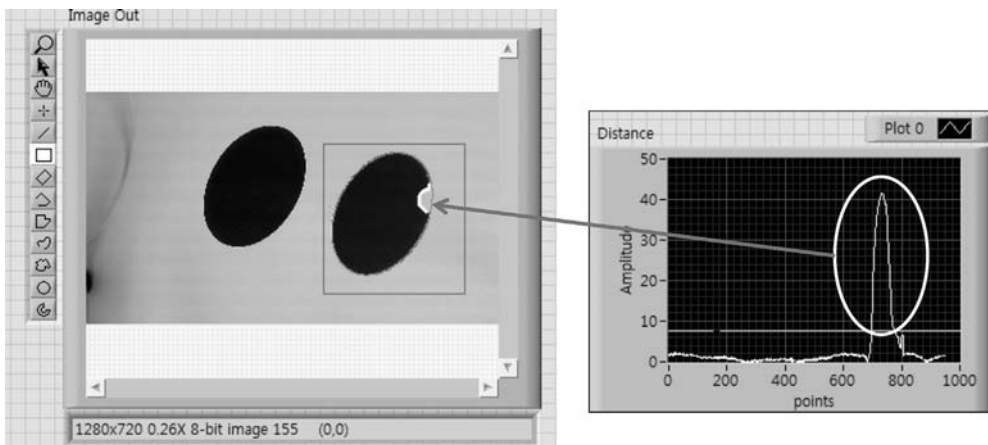 Image Out
1280x720 0.26X 8-bit image 155 (0,0)
Distance
Plot 0
Amplitude
50
40
30
20
10
0
0 200 400 600 800 1000
points